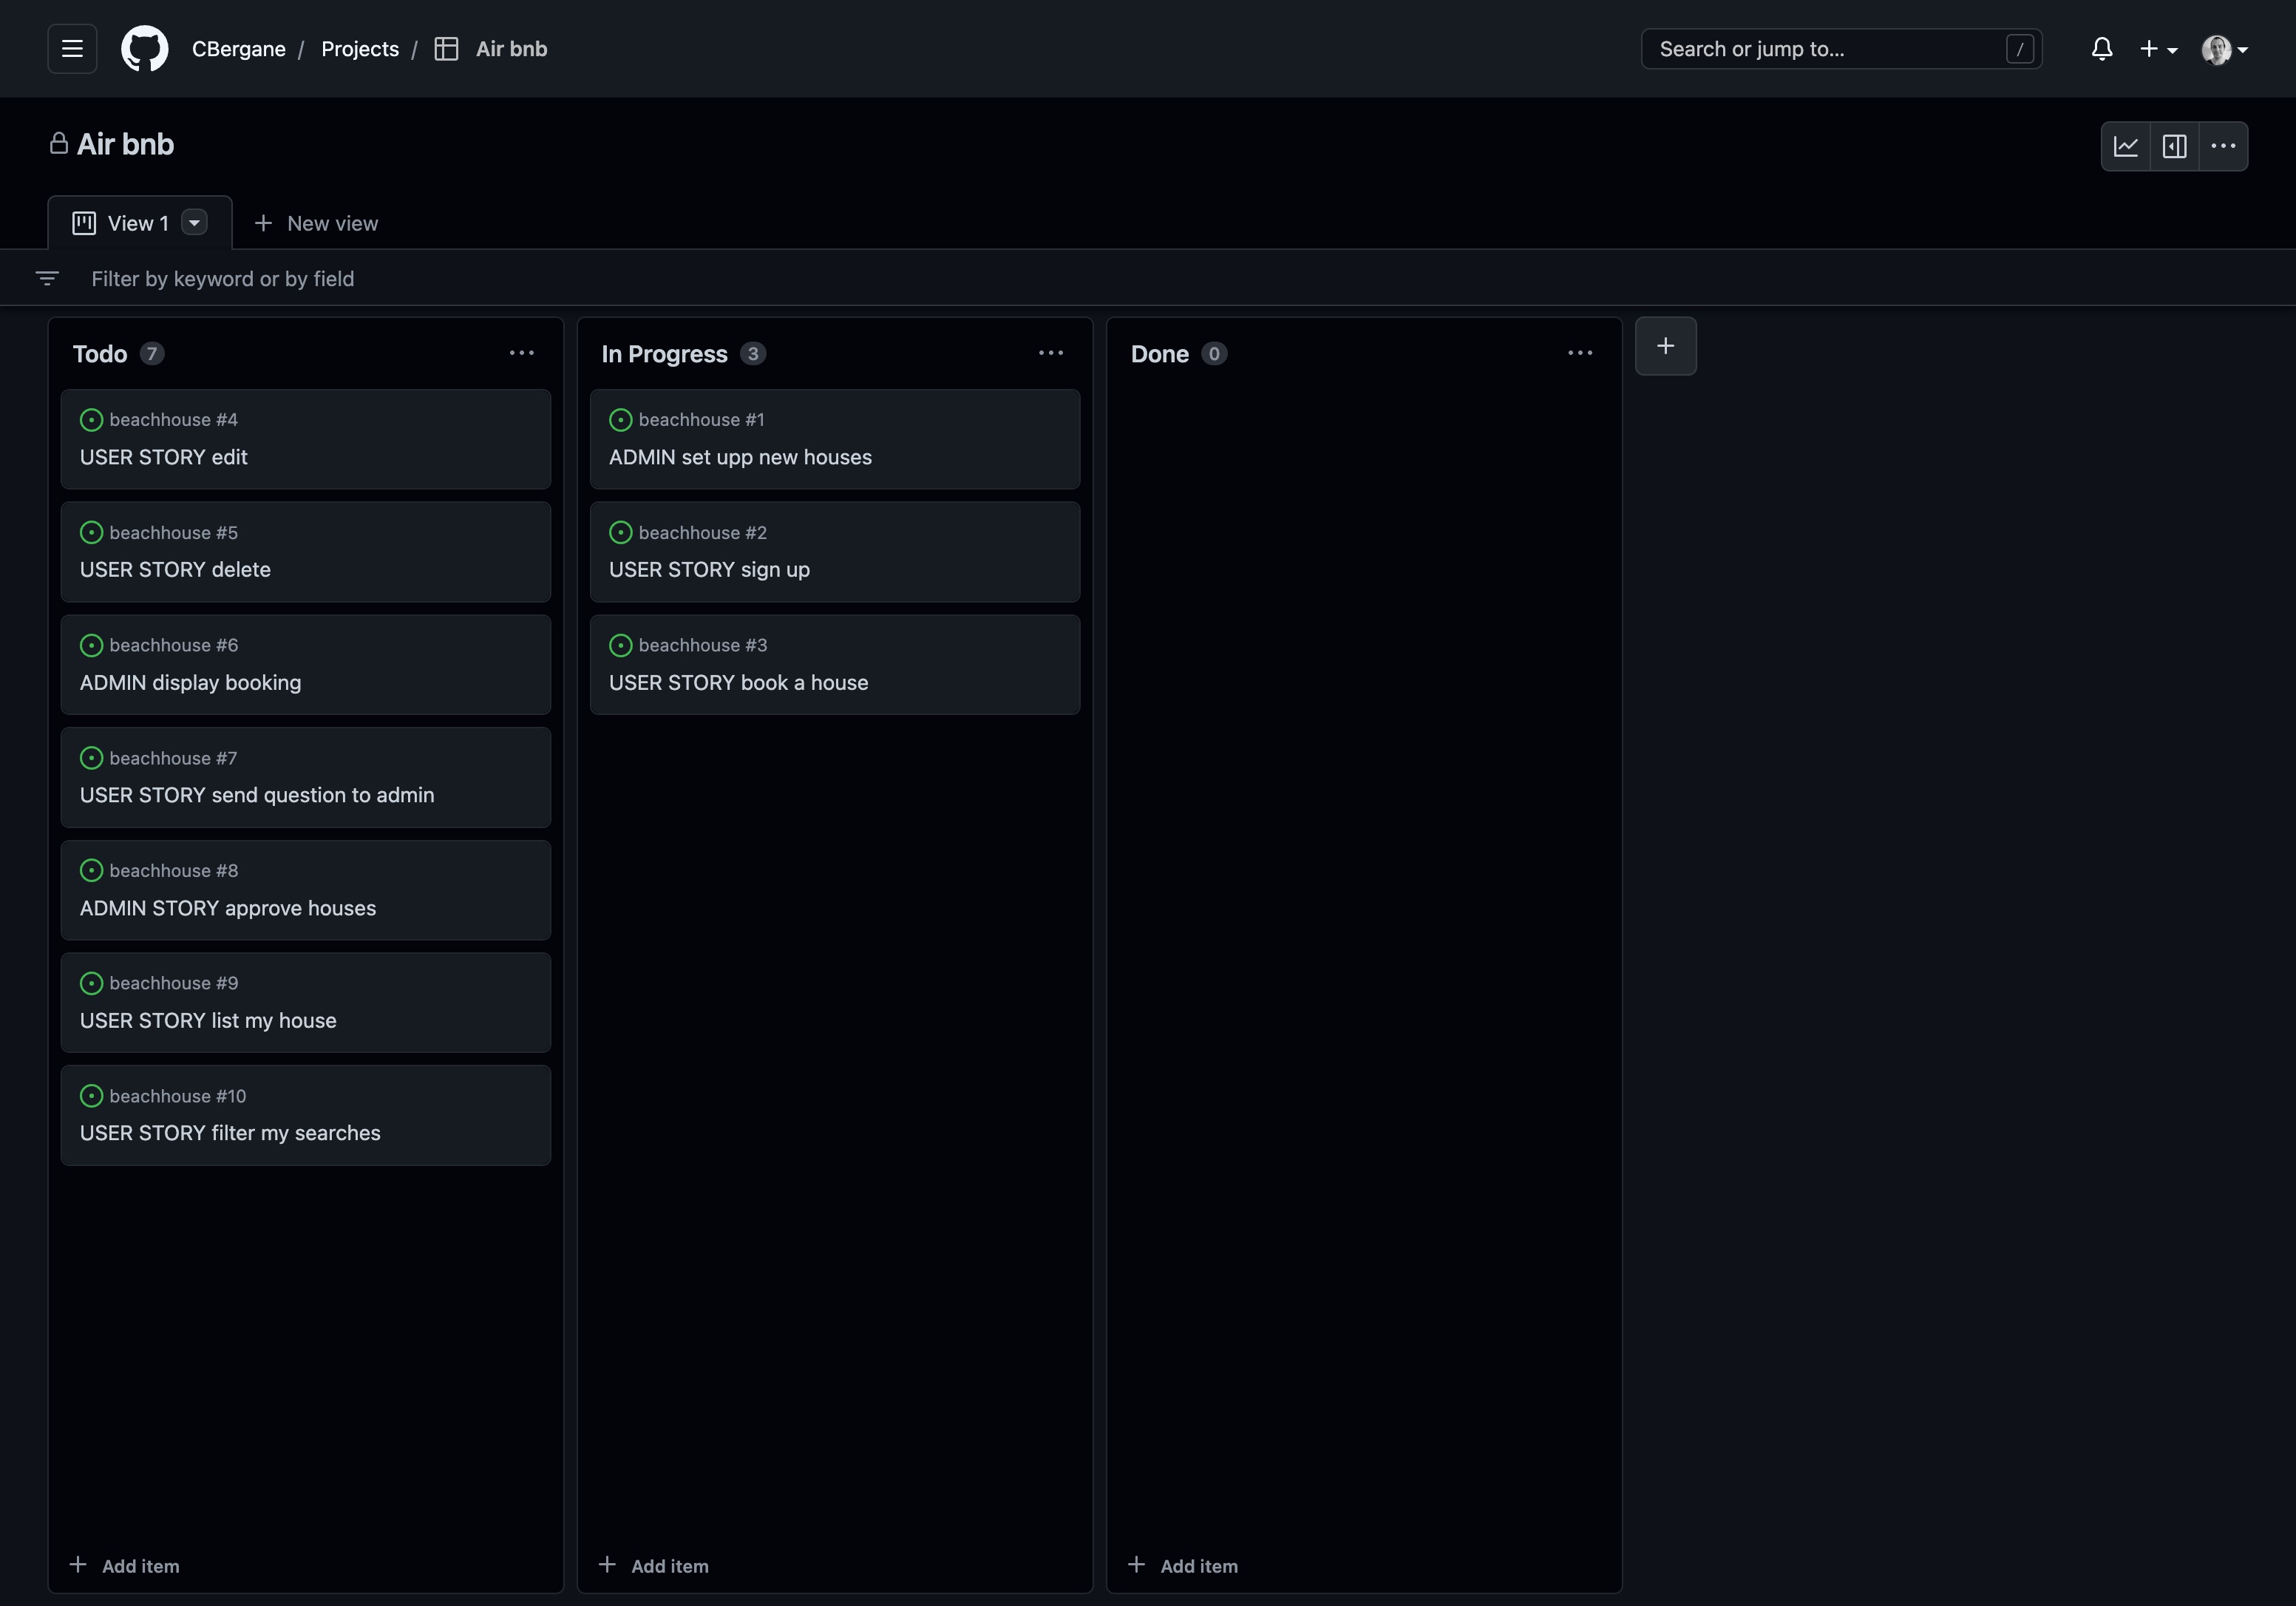 CBergane / Projects / Air bnb
Search or jump to... /
Air bnb
View 1
New view
Filter by keyword or by field
Todo 7
beachhouse #4
USER STORY edit
beachhouse #5
USER STORY delete
beachhouse #6
ADMIN display booking
beachhouse #7
USER STORY send question to admin
beachhouse #8
ADMIN STORY approve houses
beachhouse #9
USER STORY list my house
beachhouse #10
USER STORY filter my searches
Add item
In Progress 3
beachhouse #1
ADMIN set upp new houses
beachhouse #2
USER STORY sign up
beachhouse #3
USER STORY book a house
Add item
Done 0
Add item